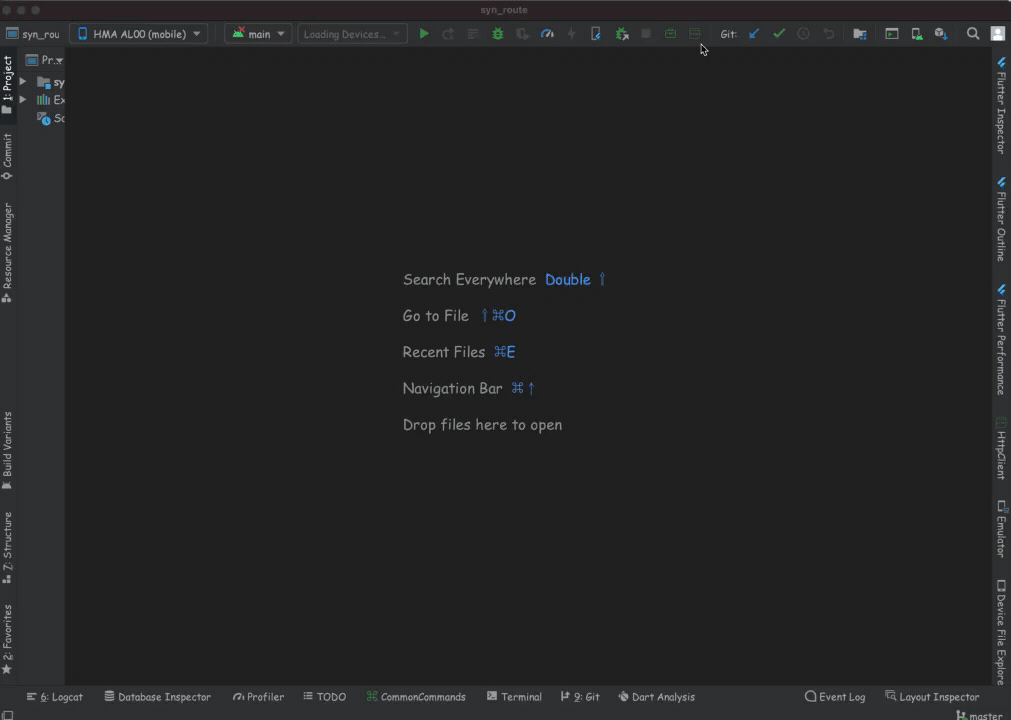 syn_route
syn_rou HMA AL00 (mobile) main Loading Devices... Git:
1: Project
Commit
Resource Manager
Build Variants
7: Structure
2: Favorites
Pr...
sy
Ex
Sc
Search Everywhere Double ⇧
Go to File ⇧⌘O
Recent Files ⌘E
Navigation Bar ⌘↑
Drop files here to open
Flutter Inspector
Flutter Outline
Flutter Performance
HttpClient
Emulator
Device File Explore
6: Logcat Database Inspector Profiler TODO CommonCommands Terminal 9: Git Dart Analysis Event Log Layout Inspector
master